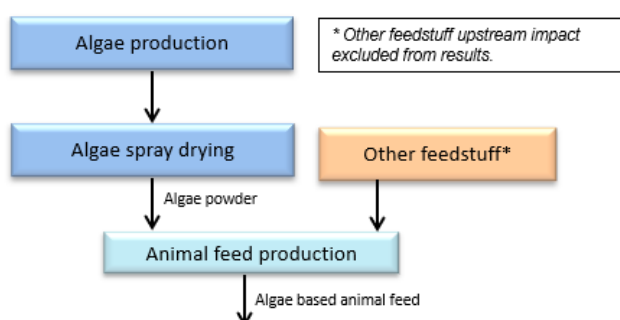 Algae production
* Other feedstuff upstream impact
excluded from results.
Algae spray drying
Other feedstuff*
Algae powder
Animal feed production
Algae based animal feed